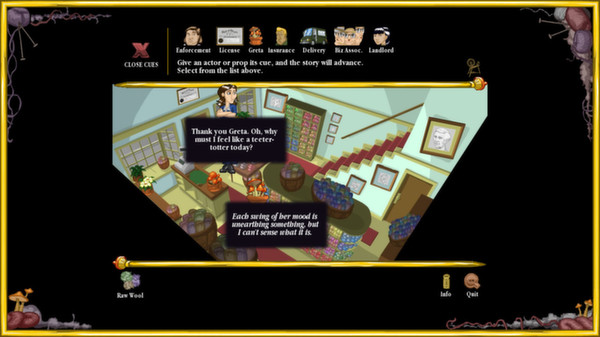 Enforcement License Greta Insurance Delivery Biz Assoc. Landlord
CLOSE CUES
Give an actor or prop its cue, and the story will advance.
Select from the list above.
Thank you Greta. Oh, why
must I feel like a teeter-
totter today?
Each swing of her mood is
unearthing something, but
I can't sense what it is.
Raw Wool
Info Quit